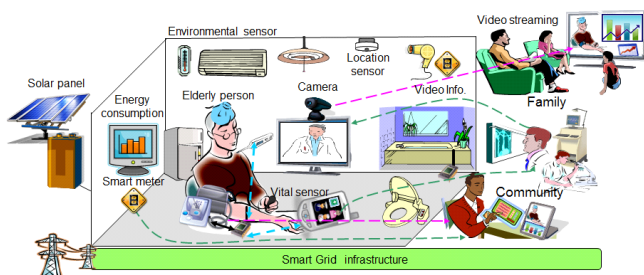 Video streaming
Environmental sensor
Location
sensor
Solar panel
Camera
Video Info.
Energy
consumption
Elderly person
Family
Smart meter
Vital sensor
Community
Smart Grid infrastructure